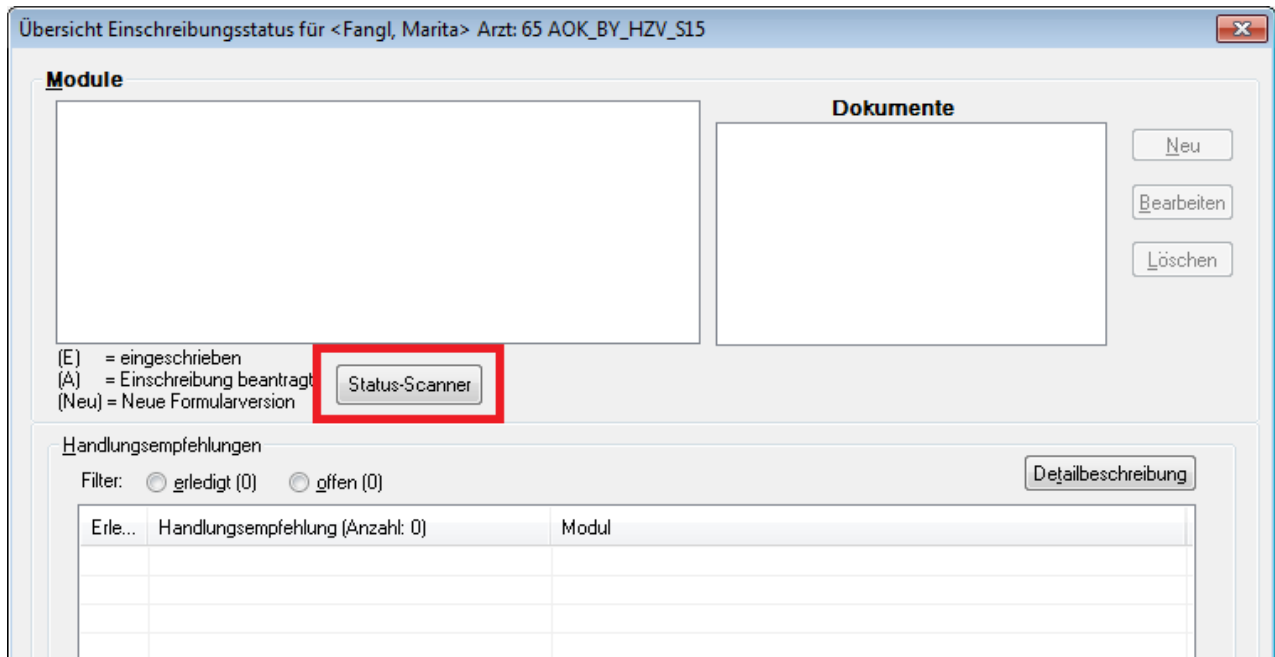 Übersicht Einschreibungsstatus für <Fangl, Marita> Arzt: 65 AOK_BY_HZV_S15
Module
Dokumente
Neu
Bearbeiten
Löschen
(E) = eingeschrieben
(A) = Einschreibung beantragt
(Neu) = Neue Formularversion
Status-Scanner
Handlungsempfehlungen
Filter: erledigt (0) offen (0)
Detailbeschreibung
Erle... Handlungsempfehlung (Anzahl: 0) Modul